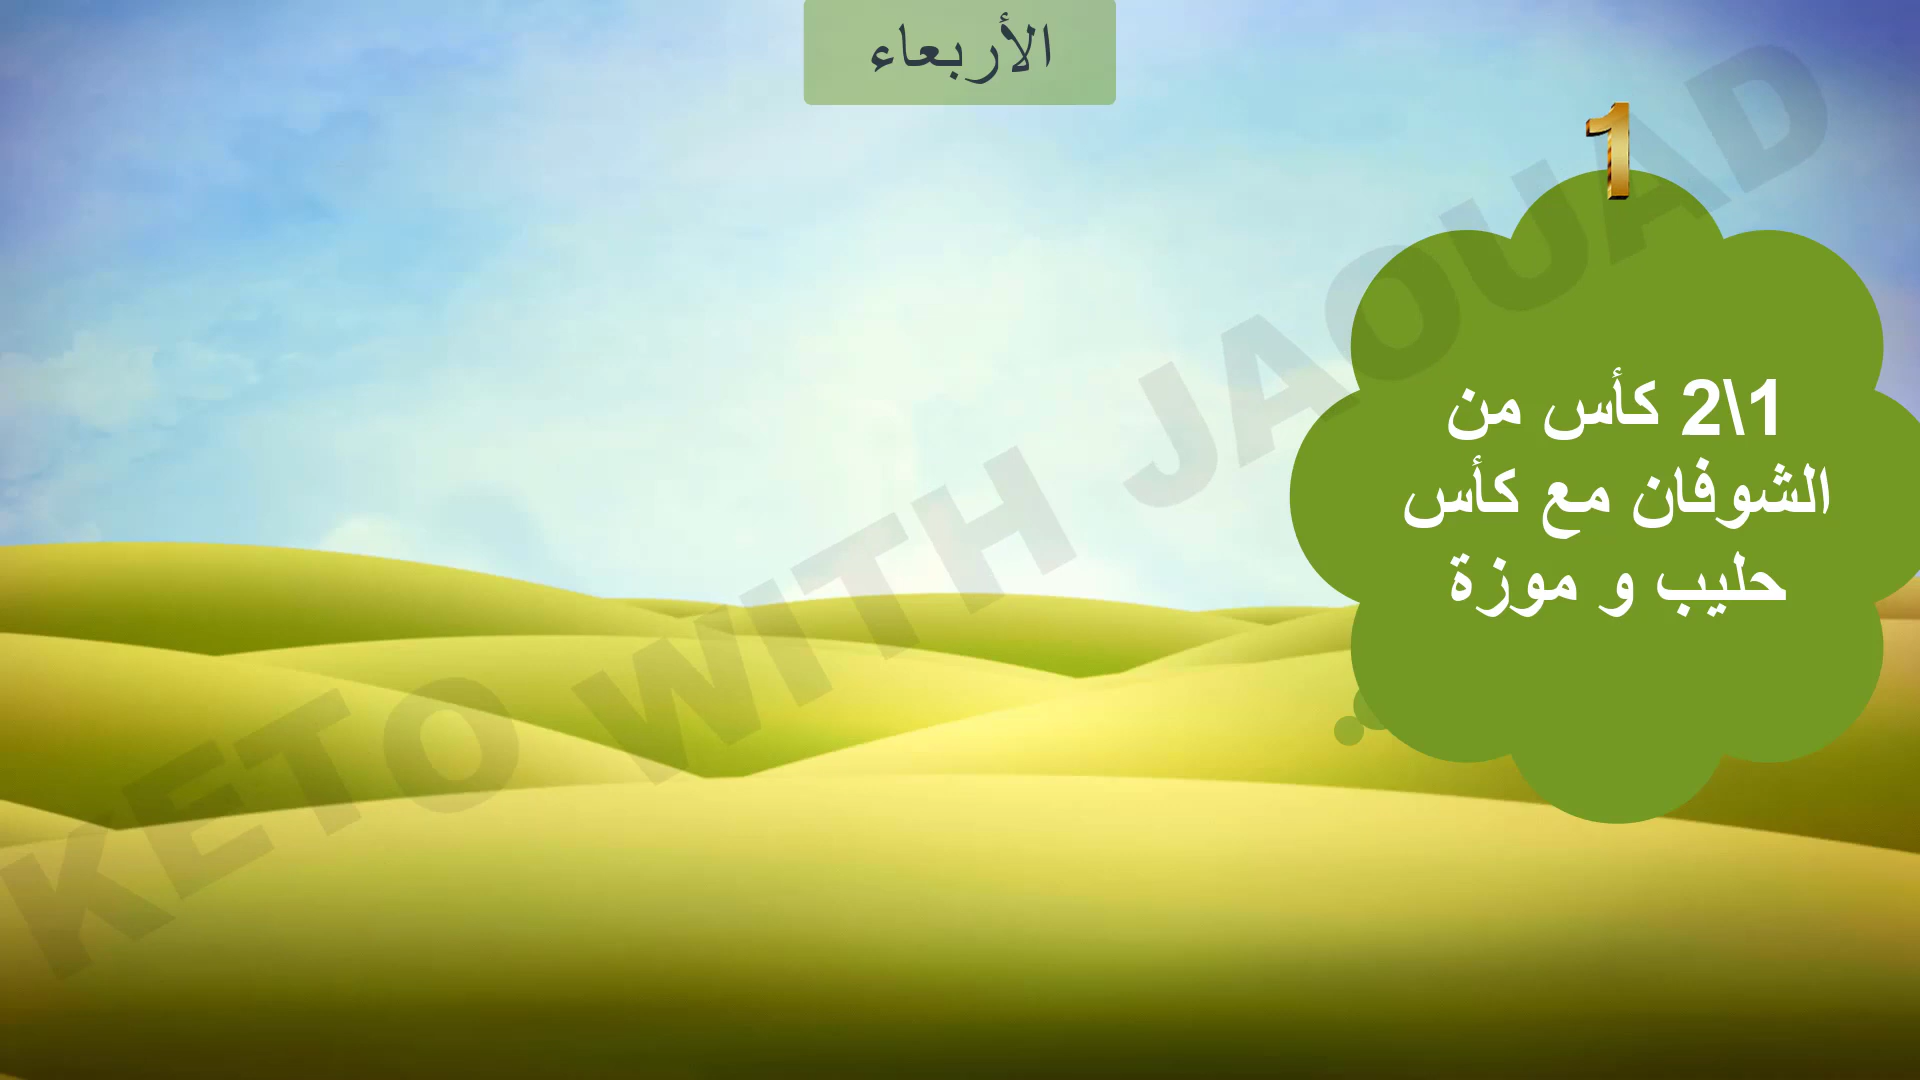 الأربعاء
1
1\2 كأس من
الشوفان مع كأس
حليب و موزة
KETO WITH JAOUAD